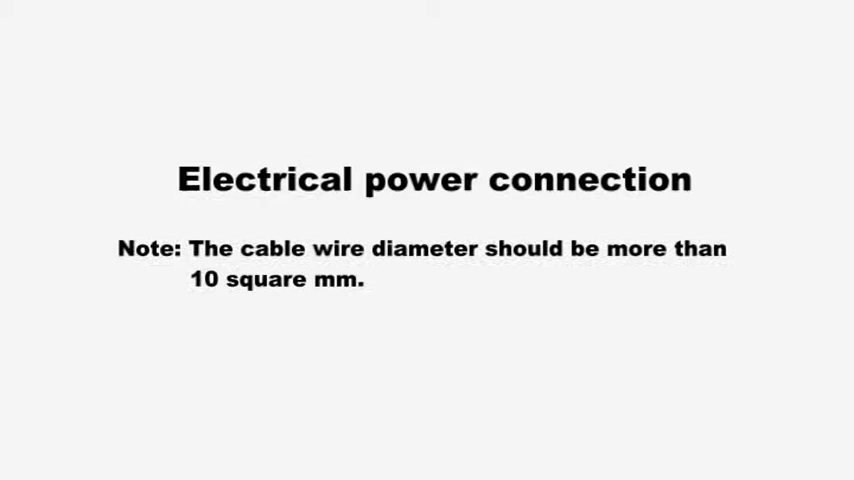 Electrical power connection
Note: The cable wire diameter should be more than
10 square mm.